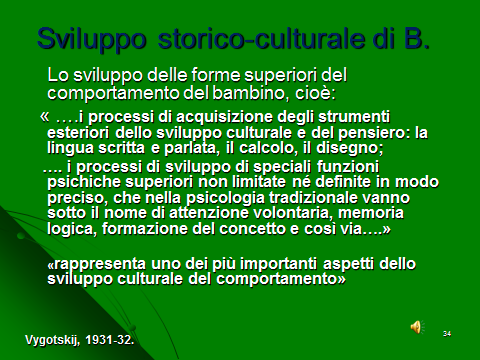 Sviluppo storico-culturale di B.
Lo sviluppo delle forme superiori del
comportamento del bambino, cioè:
« ….i processi di acquisizione degli strumenti
esteriori dello sviluppo culturale e del pensiero: la
lingua scritta e parlata, il calcolo, il disegno;
…. i processi di sviluppo di speciali funzioni
psichiche superiori non limitate né definite in modo
preciso, che nella psicologia tradizionale vanno
sotto il nome di attenzione volontaria, memoria
logica, formazione del concetto e così via….»
«rappresenta uno dei più importanti aspetti dello
sviluppo culturale del comportamento»
Vygotskij, 1931-32.
34